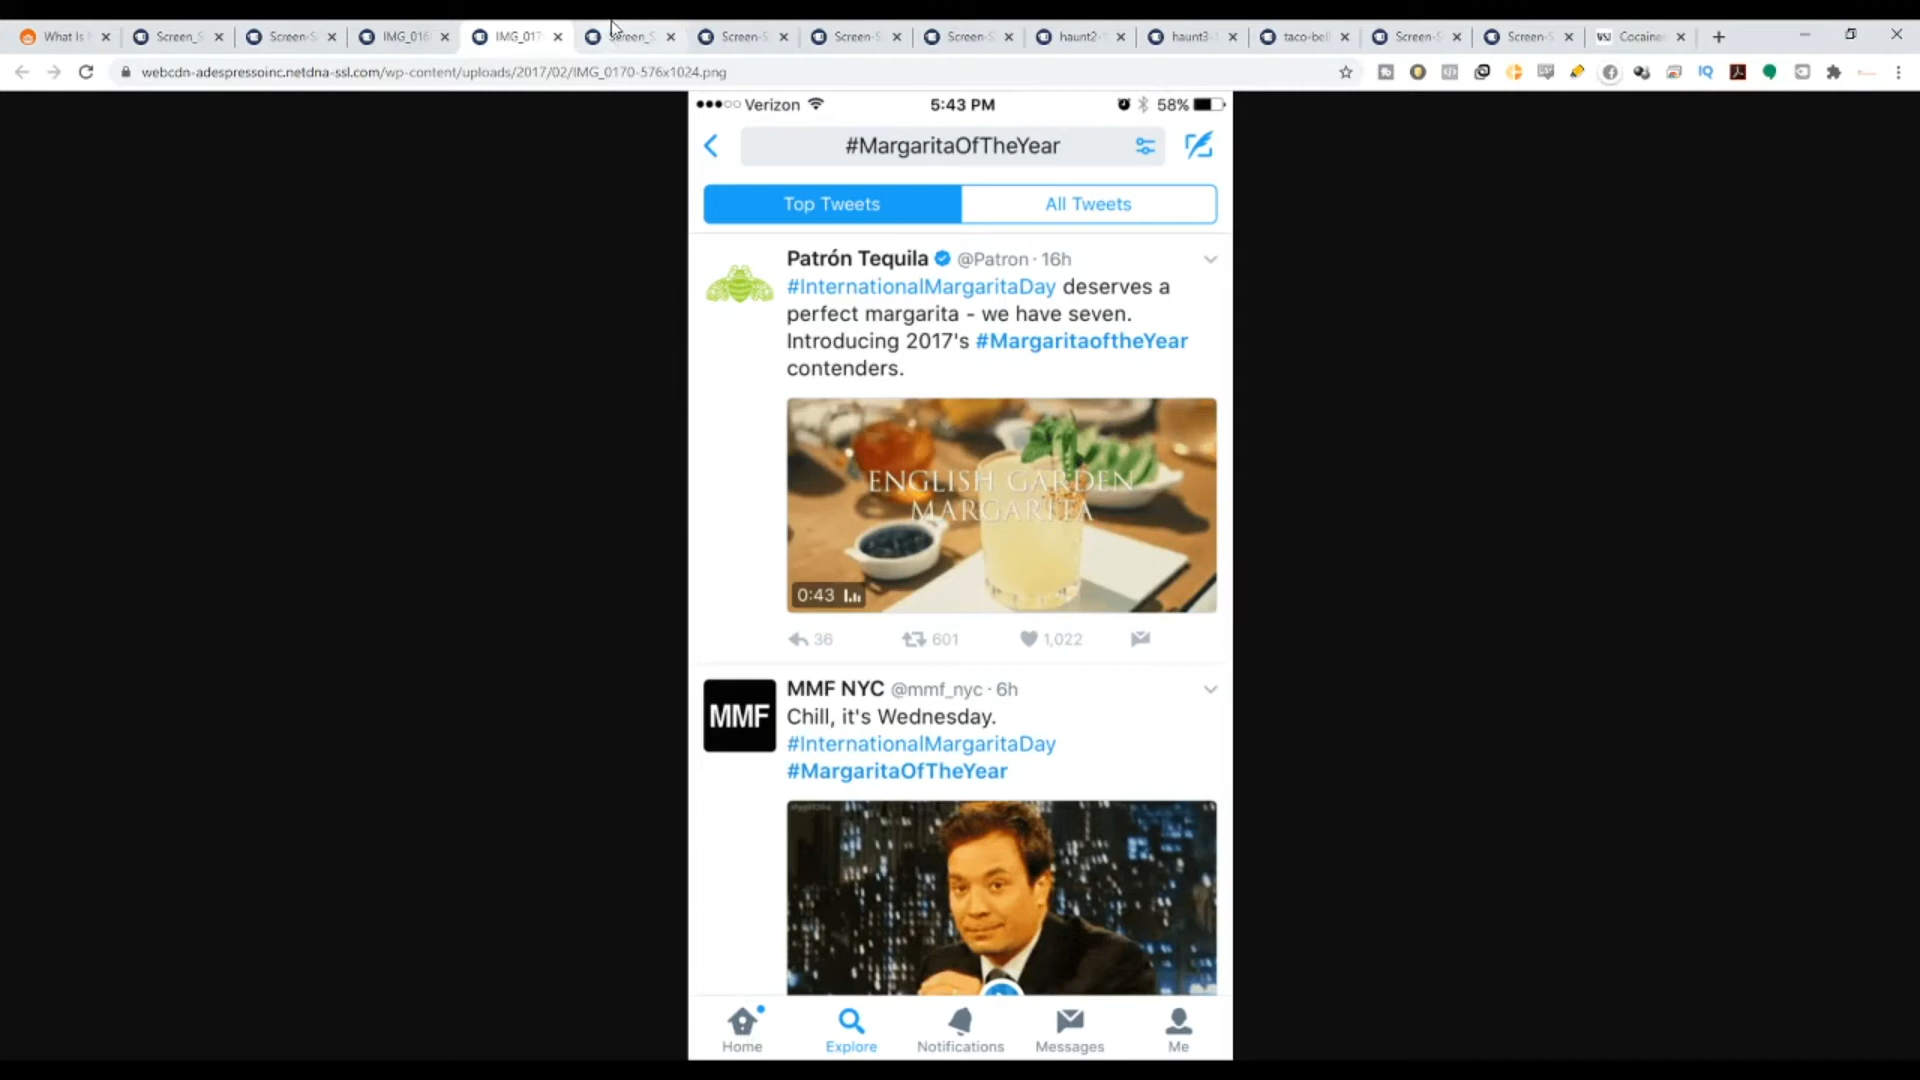 What Is
Screen_S
Screen-S
IMG_016
IMG_017
Screen_S
Screen-S
Screen-S
Screen-S
haunt2-
haunt3-
taco-bell
Screen-S
Screen-S
Cocaine
webcdn-adespressoinc.netdna-ssl.com/wp-content/uploads/2017/02/IMG_0170-576x1024.png
Verizon 5:43 PM 58%
#MargaritaOfTheYear
Top Tweets All Tweets
Patrón Tequila @Patron · 16h
#InternationalMargaritaDay deserves a
perfect margarita - we have seven.
Introducing 2017's #MargaritaoftheYear
contenders.
ENGLISH GARDEN
MARGARITA
0:43
36 601 1,022
MMF
MMF NYC @mmf_nyc · 6h
Chill, it's Wednesday.
#InternationalMargaritaDay
#MargaritaOfTheYear
Home Explore Notifications Messages Me